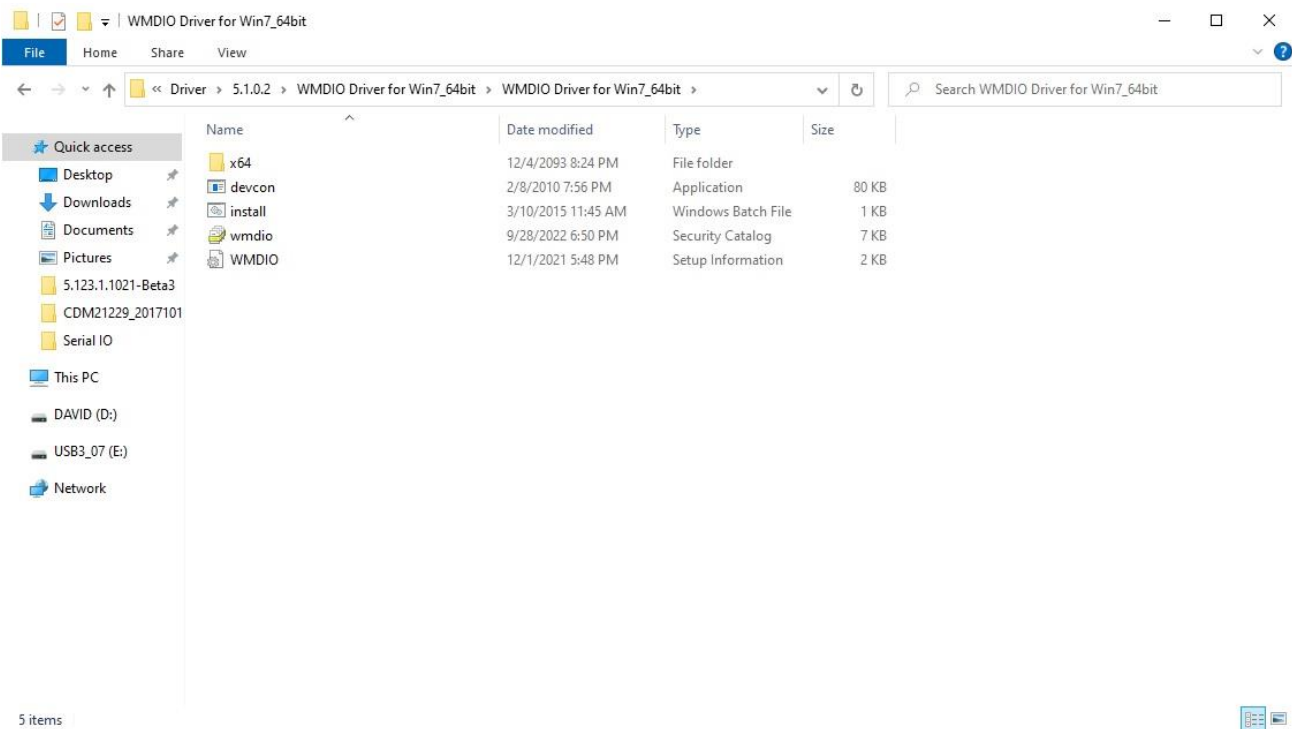 WMDIO Driver for Win7_64bit
File Home Share View
« Driver › 5.1.0.2 › WMDIO Driver for Win7_64bit › WMDIO Driver for Win7_64bit ›
Search WMDIO Driver for Win7_64bit
Name Date modified Type Size
Quick access
Desktop
Downloads
Documents
Pictures
5.123.1.1021-Beta3
CDM21229_2017101
Serial IO
This PC
DAVID (D:)
USB3_07 (E:)
Network
x64 12/4/2093 8:24 PM File folder
devcon 2/8/2010 7:56 PM Application 80 KB
install 3/10/2015 11:45 AM Windows Batch File 1 KB
wmdio 9/28/2022 6:50 PM Security Catalog 7 KB
WMDIO 12/1/2021 5:48 PM Setup Information 2 KB
5 items